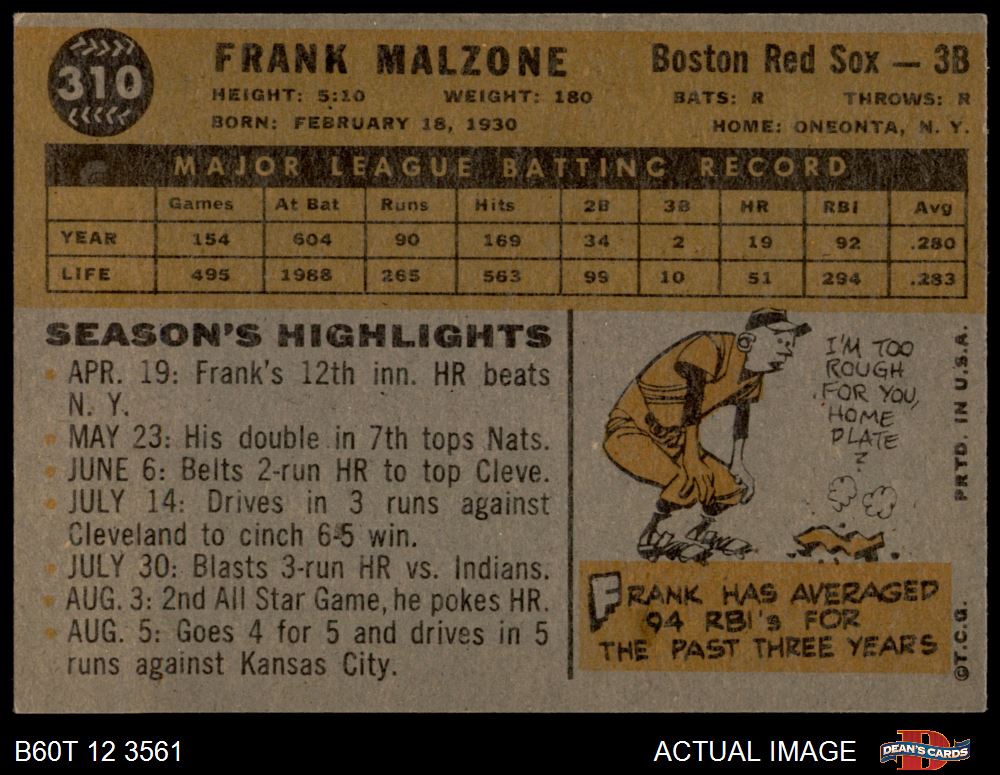 310
FRANK MALZONE
Boston Red Sox — 3B
HEIGHT: 5:10 WEIGHT: 180 BATS: R THROWS: R
BORN: FEBRUARY 18, 1930 HOME: ONEONTA, N. Y.
MAJOR LEAGUE BATTING RECORD
Games At Bat Runs Hits 2B 3B HR RBI Avg
YEAR 154 604 90 169 34 2 19 92 .280
LIFE 495 1988 265 563 99 10 51 294 .283
SEASON'S HIGHLIGHTS
APR. 19: Frank's 12th inn. HR beats
N. Y.
MAY 23: His double in 7th tops Nats.
JUNE 6: Belts 2-run HR to top Cleve.
JULY 14: Drives in 3 runs against
Cleveland to cinch 6-5 win.
JULY 30: Blasts 3-run HR vs. Indians.
AUG. 3: 2nd All Star Game, he pokes HR.
AUG. 5: Goes 4 for 5 and drives in 5
runs against Kansas City.
I'M TOO
ROUGH
FOR YOU,
HOME
PLATE
?
FRANK HAS AVERAGED
94 RBI's FOR
THE PAST THREE YEARS
©T.C.G. PRTD. IN U.S.A.
B60T 12 3561
ACTUAL IMAGE
D
DEAN'S CARDS